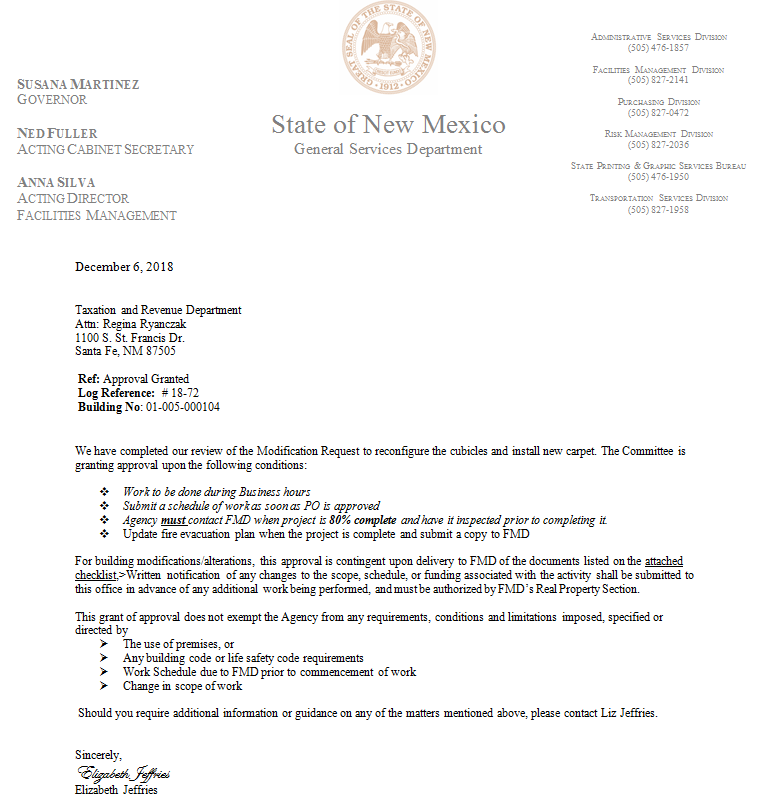 GREAT SEAL OF THE STATE OF NEW MEXICO
1912
SUSANA MARTINEZ
GOVERNOR
NED FULLER
ACTING CABINET SECRETARY
ANNA SILVA
ACTING DIRECTOR
FACILITIES MANAGEMENT
State of New Mexico
General Services Department
ADMINISTRATIVE SERVICES DIVISION
(505) 476-1857
FACILITIES MANAGEMENT DIVISION
(505) 827-2141
PURCHASING DIVISION
(505) 827-0472
RISK MANAGEMENT DIVISION
(505) 827-2036
STATE PRINTING & GRAPHIC SERVICES BUREAU
(505) 476-1950
TRANSPORTATION SERVICES DIVISION
(505) 827-1958
December 6, 2018
Taxation and Revenue Department
Attn: Regina Ryanczak
1100 S. St. Francis Dr.
Santa Fe, NM 87505
Ref: Approval Granted
Log Reference: # 18-72
Building No: 01-005-000104
We have completed our review of the Modification Request to reconfigure the cubicles and install new carpet. The Committee is
granting approval upon the following conditions:
❖ Work to be done during Business hours
❖ Submit a schedule of work as soon as PO is approved
❖ Agency must contact FMD when project is 80% complete and have it inspected prior to completing it.
❖ Update fire evacuation plan when the project is complete and submit a copy to FMD
For building modifications/alterations, this approval is contingent upon delivery to FMD of the documents listed on the attached
checklist,>Written notification of any changes to the scope, schedule, or funding associated with the activity shall be submitted to
this office in advance of any additional work being performed, and must be authorized by FMD's Real Property Section.
This grant of approval does not exempt the Agency from any requirements, conditions and limitations imposed, specified or
directed by
➢ The use of premises, or
➢ Any building code or life safety code requirements
➢ Work Schedule due to FMD prior to commencement of work
➢ Change in scope of work
Should you require additional information or guidance on any of the matters mentioned above, please contact Liz Jeffries.
Sincerely,
Elizabeth Jeffries
Elizabeth Jeffries